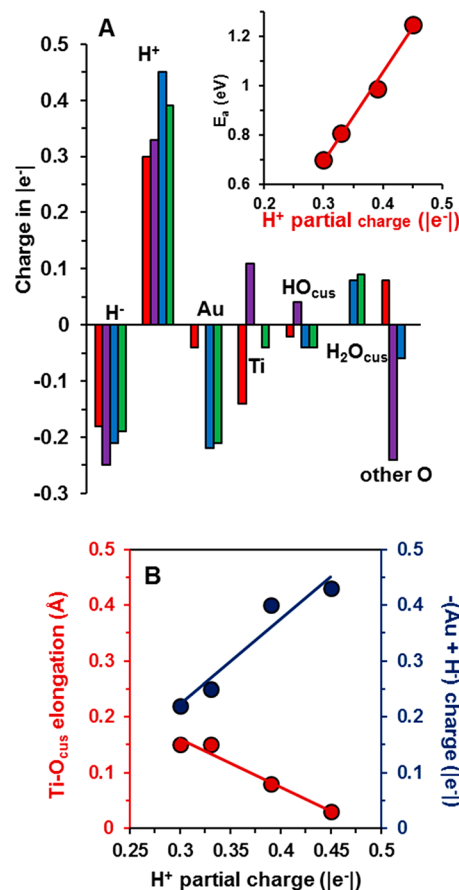 A
H⁺
0.5
0.4
0.3
0.2
0.1
0
-0.1
-0.2
-0.3
Charge in |e⁻|
H⁻
Au
Ti
HOcus
H₂Ocus
other O
1.2
1
0.8
0.6
Eₐ (eV)
0.2 0.3 0.4 0.5
H⁺ partial charge (|e⁻|)
B
0.5
0.4
0.3
0.2
0.1
0
Ti-Ocus elongation (Å)
0.5
0.4
0.3
0.2
0.1
0
-(Au + H-) charge (|e⁻|)
0.25 0.3 0.35 0.4 0.45 0.5
H⁺ partial charge (|e⁻|)